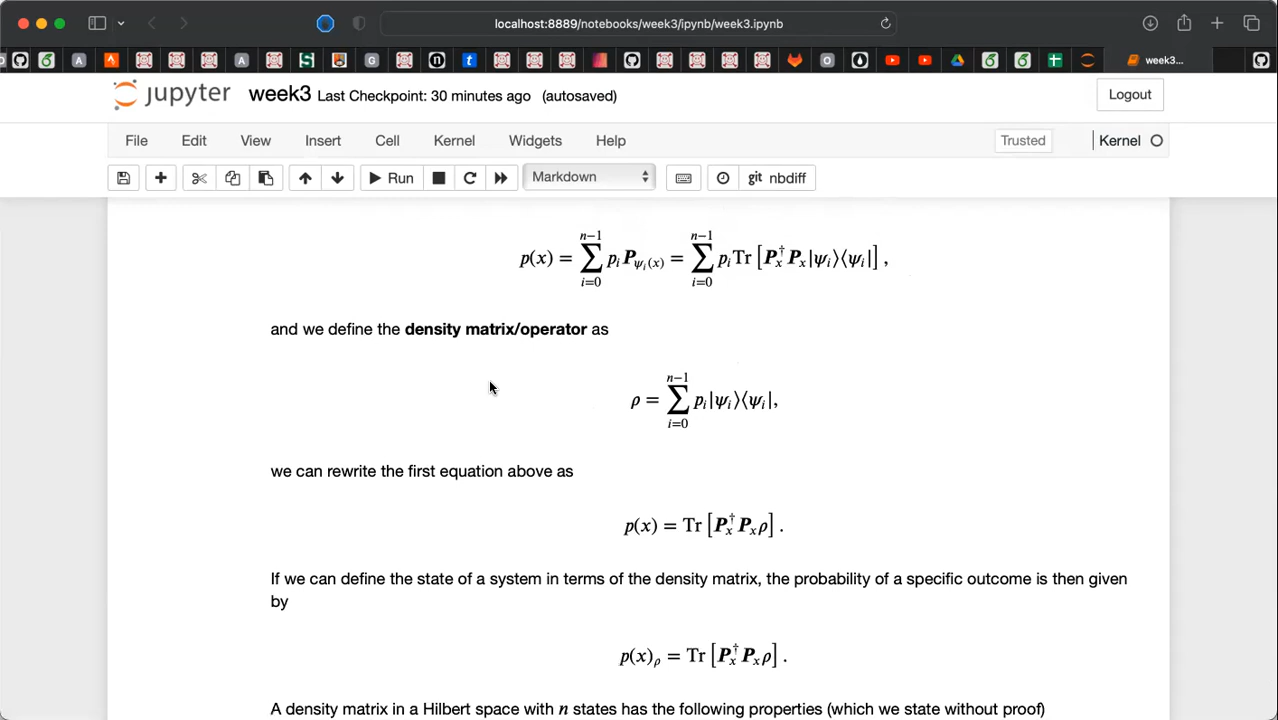 localhost:8889/notebooks/week3/ipynb/week3.ipynb
week3...
jupyter week3 Last Checkpoint: 30 minutes ago (autosaved) Logout
File Edit View Insert Cell Kernel Widgets Help Trusted Kernel
Run Markdown git nbdiff
p(x) = ∑_{i=0}^{n−1} p_i 𝑷_{ψ_i(x)} = ∑_{i=0}^{n−1} p_i Tr [𝑷_x^† 𝑷_x |ψ_i⟩⟨ψ_i|] ,
and we define the density matrix/operator as
ρ = ∑_{i=0}^{n−1} p_i |ψ_i⟩⟨ψ_i|,
we can rewrite the first equation above as
p(x) = Tr [𝑷_x^† 𝑷_x ρ] .
If we can define the state of a system in terms of the density matrix, the probability of a specific outcome is then given
by
p(x)_ρ = Tr [𝑷_x^† 𝑷_x ρ] .
A density matrix in a Hilbert space with n states has the following properties (which we state without proof)